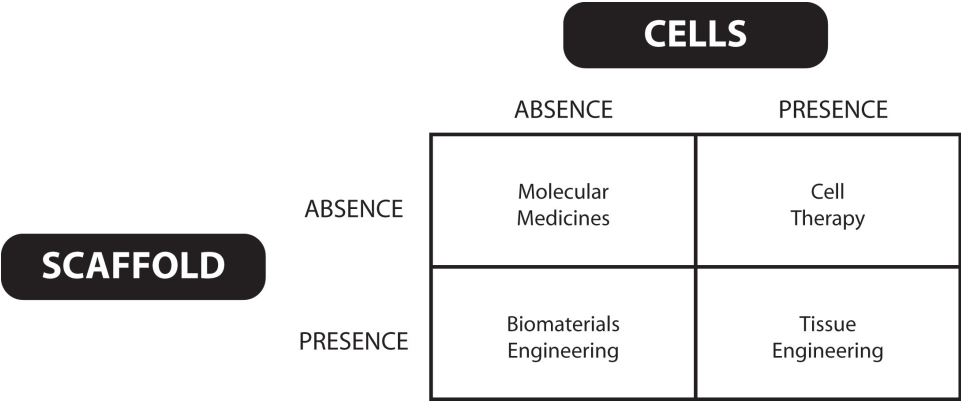 CELLS
ABSENCE
PRESENCE
ABSENCE
Molecular
Medicines
Cell
Therapy
SCAFFOLD
PRESENCE
Biomaterials
Engineering
Tissue
Engineering